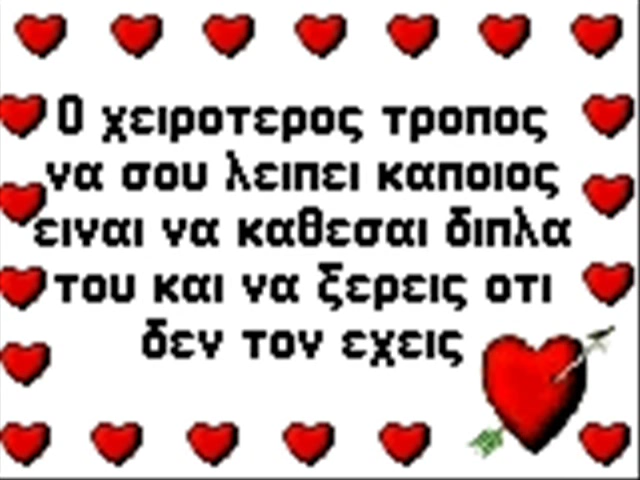 Ο χειροτερος τροπος
να σου λειπει καποιος
ειναι να καθεσαι διπλα
του και να ξερεις οτι
δεν τον εχεις